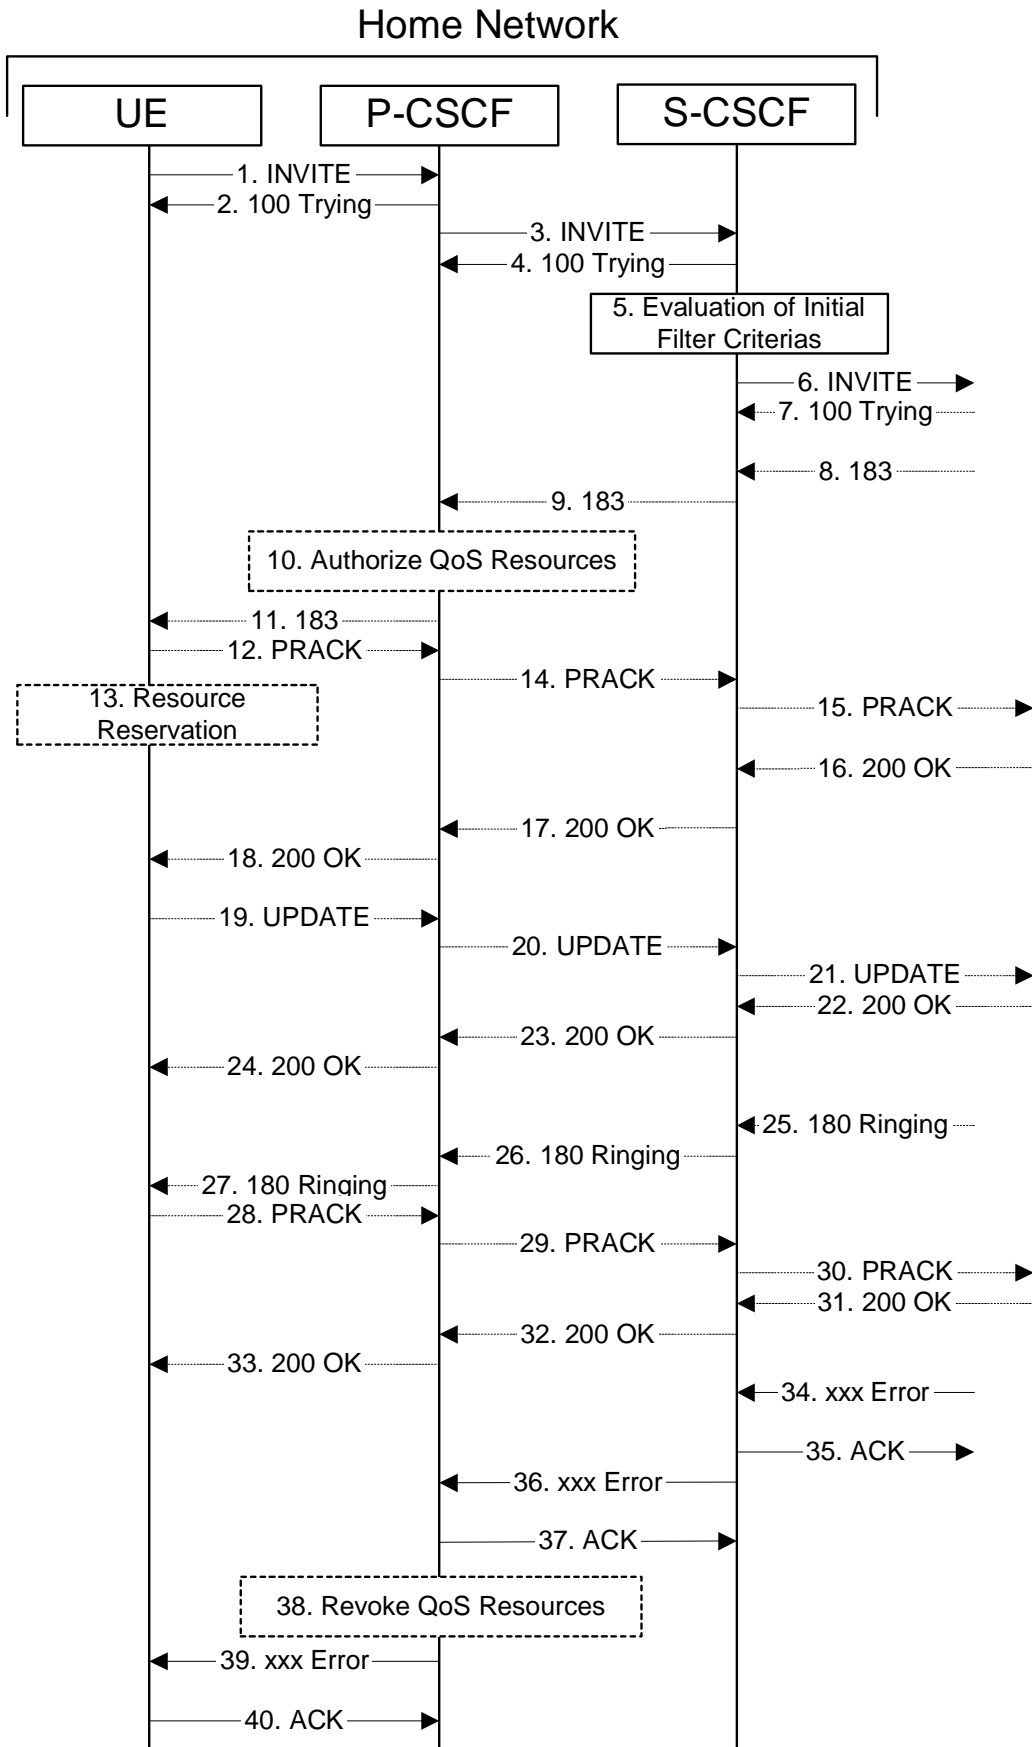 Home Network
UE
P-CSCF
S-CSCF
1. INVITE
2. 100 Trying
3. INVITE
4. 100 Trying
5. Evaluation of Initial
Filter Criterias
6. INVITE
7. 100 Trying
8. 183
9. 183
10. Authorize QoS Resources
11. 183
12. PRACK
14. PRACK
13. Resource
Reservation
15. PRACK
16. 200 OK
17. 200 OK
18. 200 OK
19. UPDATE
20. UPDATE
21. UPDATE
22. 200 OK
23. 200 OK
24. 200 OK
25. 180 Ringing
26. 180 Ringing
27. 180 Ringing
28. PRACK
29. PRACK
30. PRACK
31. 200 OK
32. 200 OK
33. 200 OK
34. xxx Error
35. ACK
36. xxx Error
37. ACK
38. Revoke QoS Resources
39. xxx Error
40. ACK